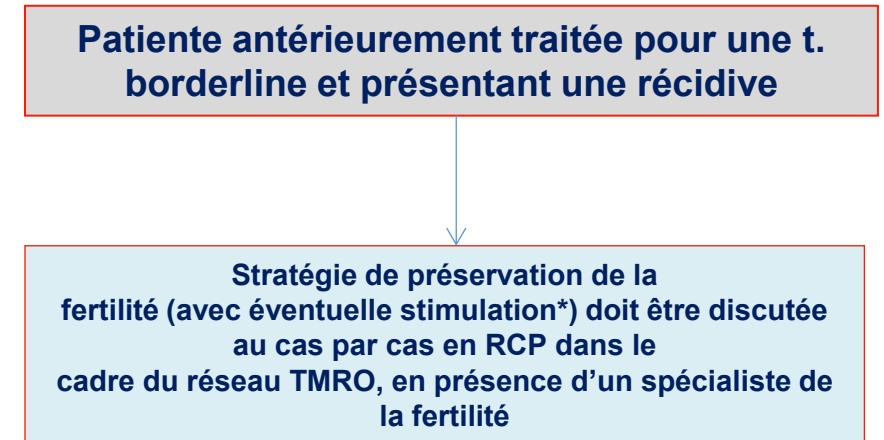 Patiente antérieurement traitée pour une t.
borderline et présentant une récidive
Stratégie de préservation de la
fertilité (avec éventuelle stimulation*) doit être discutée
au cas par cas en RCP dans le
cadre du réseau TMRO, en présence d’un spécialiste de
la fertilité